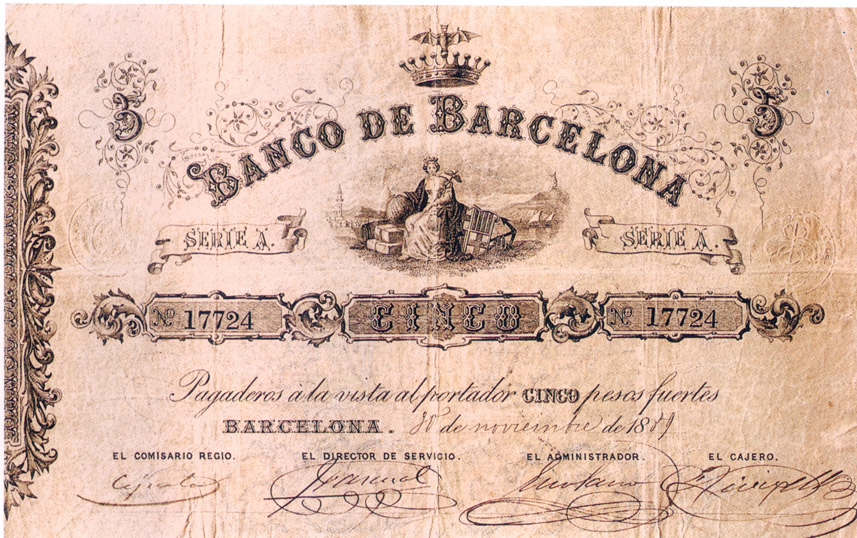 5 5
BANCO DE BARCELONA
SERIE A. SERIE A.
Nº 17724 CINCO Nº 17724
Pagaderos à la vista al portador CINCO pesos fuertes
BARCELONA. de noviembre de 18
EL COMISARIO REGIO. EL DIRECTOR DE SERVICIO. EL ADMINISTRADOR. EL CAJERO.